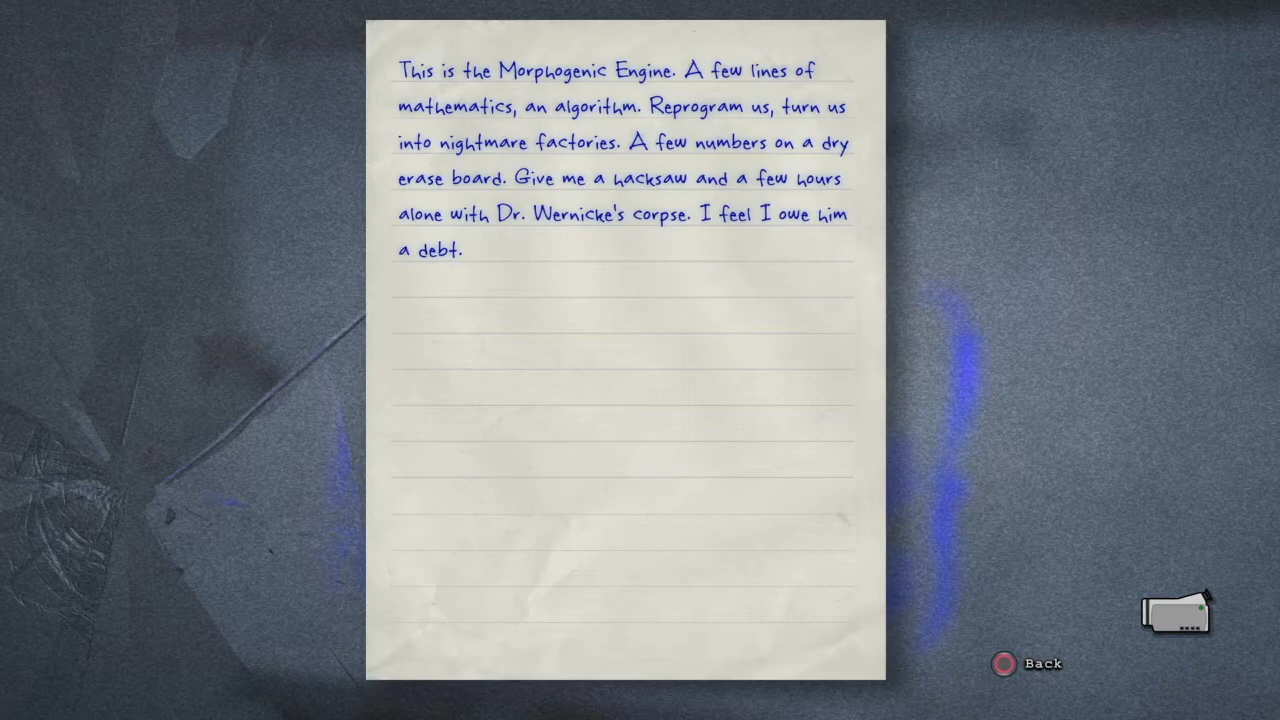 This is the Morphogenic Engine. A few lines of
mathematics, an algorithm. Reprogram us, turn us
into nightmare factories. A few numbers on a dry
erase board. Give me a hacksaw and a few hours
alone with Dr. Wernicke's corpse. I feel I owe him
a debt.
Back